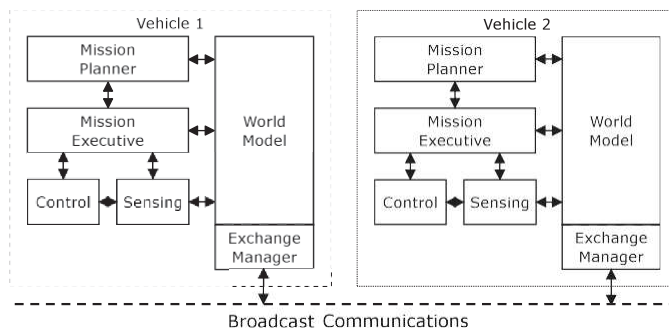 Vehicle 1
Mission
Planner
Mission
Executive
Control
Sensing
World
Model
Exchange
Manager
Vehicle 2
Mission
Planner
Mission
Executive
Control
Sensing
World
Model
Exchange
Manager
Broadcast Communications